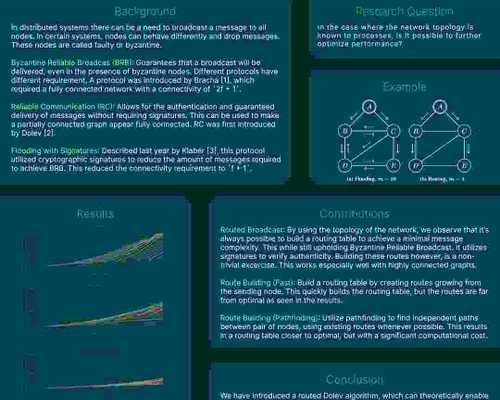 Background
In distributed systems there can be a need to broadcast a message to all
nodes. In certain systems, nodes can behave differently and drop messages.
These nodes are called faulty or byzantine.
Byzantine Reliable Broadcas (BRB): Guarantees that a broadcast will be
delivered, even in the presence of byzantine nodes. Different protocols have
different requirement. A protocol was introduced by Bracha [1], which
required a fully connected network with a connectivity of `2f + 1`.
Reliable Communication (RC): Allows for the authentication and guaranteed
delivery of messages without requiring signatures. This can be used to make
a partially connected graph appear fully connected. RC was first introduced
by Dolev [2].
Flooding with Signatures: Described last year by Klabér [3], this protocol
utilized cryptographic signatures to reduce the amount of messages required
to achieve BRB. This reduced the connectivity requirement to `f + 1`.
Research Question
In the case where the network topology is
known to processes, is it possible to further
optimize performance?
Example
A
B C B C
D E D E
(a) Flooding, (b) Routing,
Results
Contributions
Routed Broadcast: By using the topology of the network, we observe that it's
always possible to build a routing table to achieve a minimal message
complexity. This while still upholding Byzantine Reliable Broadcast. It utilizes
signatures to verify authenticity. Building these routes however, is a non-
trivial excercise. This works especially well with highly connected graphs.
Route Building (Fast): Build a routing table by creating routes growing from
the sending node. This quickly builds the routing table, but the routes are far
from optimal as seen in the results.
Route Building (Pathfinding): Utilize pathfinding to find independent paths
between pair of nodes, using existing routes whenever possible. This results
in a routing table closer to optimal, but with a significant computational cost.
Conclusion
We have introduced a routed Dolev algorithm, which can theoretically enable